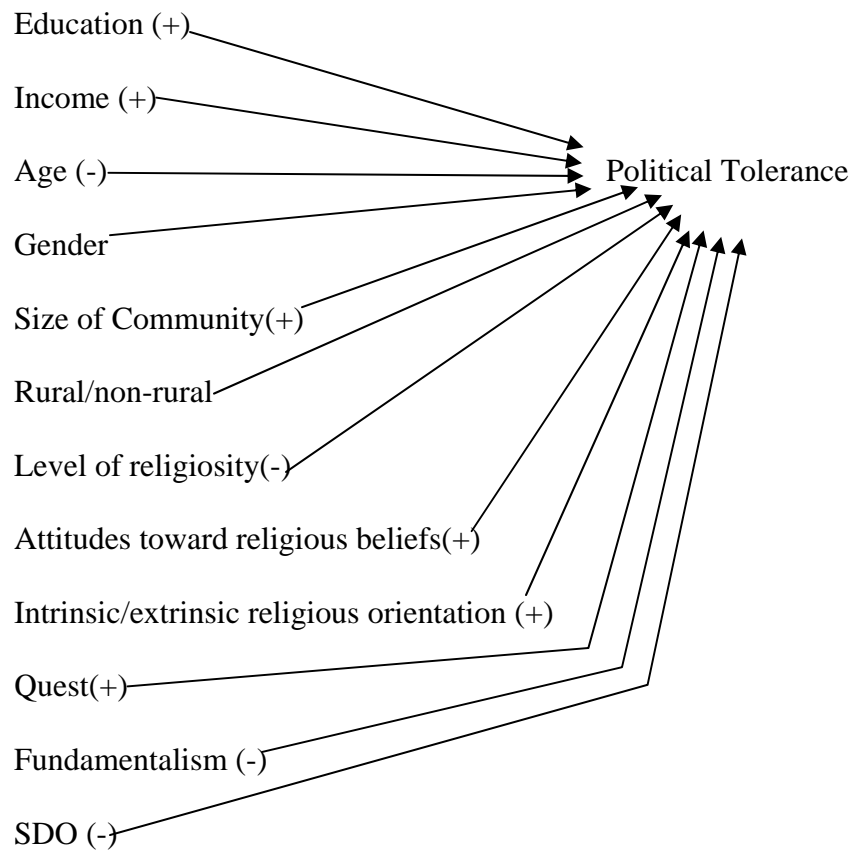 Education (+)
Income (+)
Age (-)
Political Tolerance
Gender
Size of Community(+)
Rural/non-rural
Level of religiosity(-)
Attitudes toward religious beliefs(+)
Intrinsic/extrinsic religious orientation (+)
Quest(+)
Fundamentalism (-)
SDO (-)